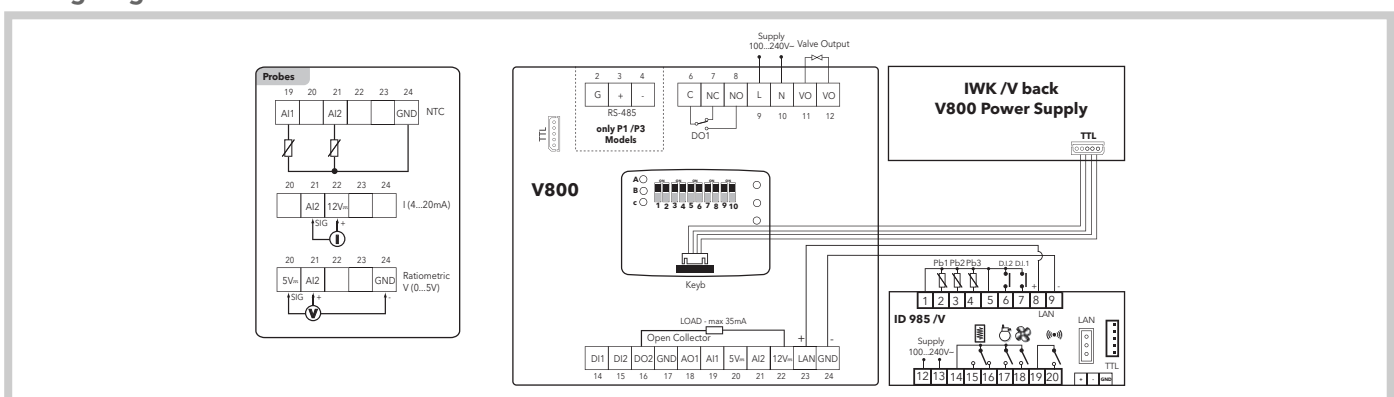 Probes
19 20 21 22 23 24
AI1 AI2 GND NTC
20 21 22 23 24
AI2 12V⎓ I (4...20mA)
SIG +
I
20 21 22 23 24
5V⎓ AI2 GND Ratiometric
V (0...5V)
SIG + -
V
Supply
100...240V~ Valve Output
2 3 4 6 7 8
G + - C NC NO L N VO VO
RS-485 9 10 11 12
only P1 /P3
Models
DO1
TTL
V800
A
B
c
ON ON ON ON ON
1 2 3 4 5 6 7 8 9 10
Keyb
LOAD - max 35mA
Open Collector
+ -
DI1 DI2 DO2 GND AO1 AI1 5V⎓ AI2 12V⎓ LAN GND
14 15 16 17 18 19 20 21 22 23 24
IWK /V back
V800 Power Supply
TTL
Pb1 Pb2 Pb3 D.I.2 D.I.1
+ -
1 2 3 4 5 6 7 8 9
LAN
ID 985 /V
LAN
Supply
100...240V~
TTL
12 13 14 15 16 17 18 19 20
+ - GND